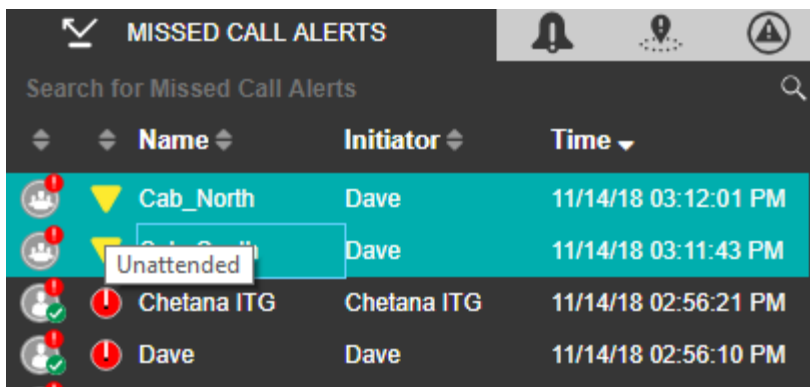 MISSED CALL ALERTS
Search for Missed Call Alerts
Name Initiator Time
Cab_North Dave 11/14/18 03:12:01 PM
Dave 11/14/18 03:11:43 PM
Unattended
Chetana ITG Chetana ITG 11/14/18 02:56:21 PM
Dave Dave 11/14/18 02:56:10 PM